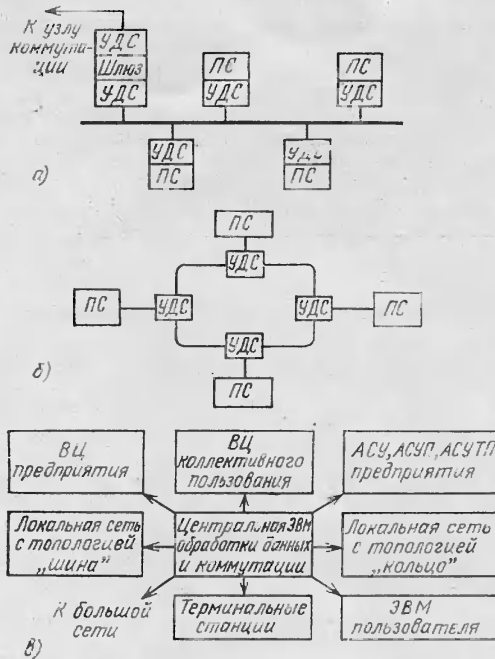 К узлу
коммута-
ции
УДС
Шлюз
УДС
ПС
УДС
ПС
УДС
УДС
ПС
УДС
ПС
а)
ПС
УДС
ПС
УДС
УДС
ПС
УДС
ПС
б)
ВЦ
предприятия
ВЦ
коллективного
пользования
АСУ, АСУП, АСУТП
предприятия
Локальная сеть
с топологией
„шина"
Центральная ЭВМ
обработки данных
и коммутации
Локальная сеть
с топологией
„кольцо"
К большой
сети
Терминальные
станции
ЭВМ
пользователя
в)